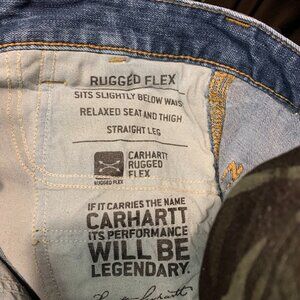 RUGGED FLEX
SITS SLIGHTLY BELOW WAIS
RELAXED SEAT AND THIGH
STRAIGHT LEG
CARHARTT
RUGGED
FLEX
RUGGED FLEX
IF IT CARRIES THE NAME
CARHARTT
ITS PERFORMANCE
WILL BE
LEGENDARY.